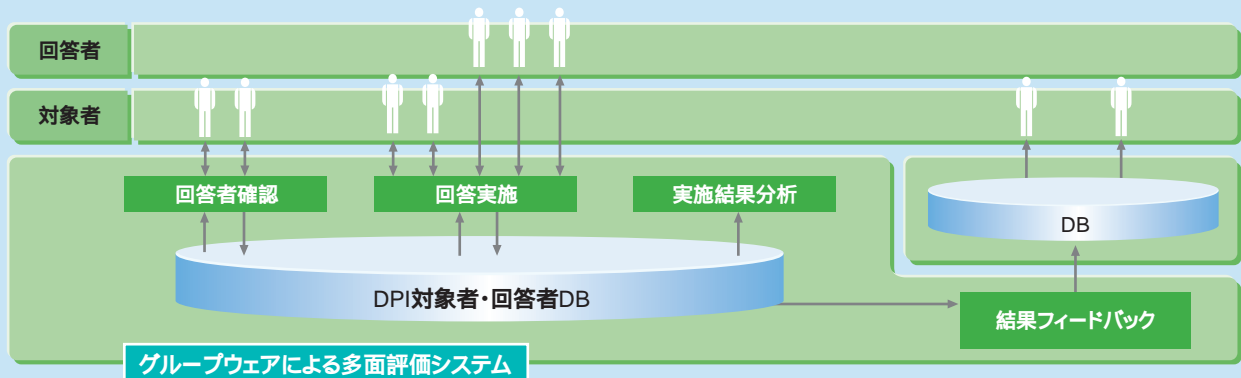 回答者
対象者
回答者確認
回答実施
実施結果分析
DB
DPI対象者・回答者DB
結果フィードバック
グループウェアによる多面評価システム